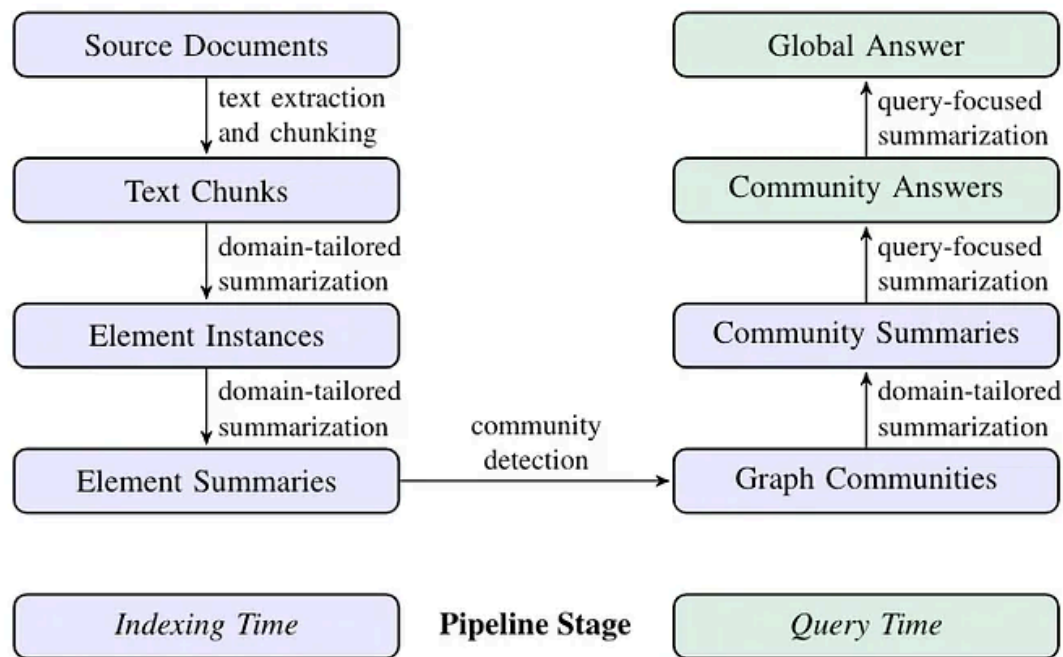 Source Documents
text extraction
and chunking
Text Chunks
domain-tailored
summarization
Element Instances
domain-tailored
summarization
Element Summaries
community
detection
Graph Communities
domain-tailored
summarization
Community Summaries
query-focused
summarization
Community Answers
query-focused
summarization
Global Answer
Indexing Time
Pipeline Stage
Query Time